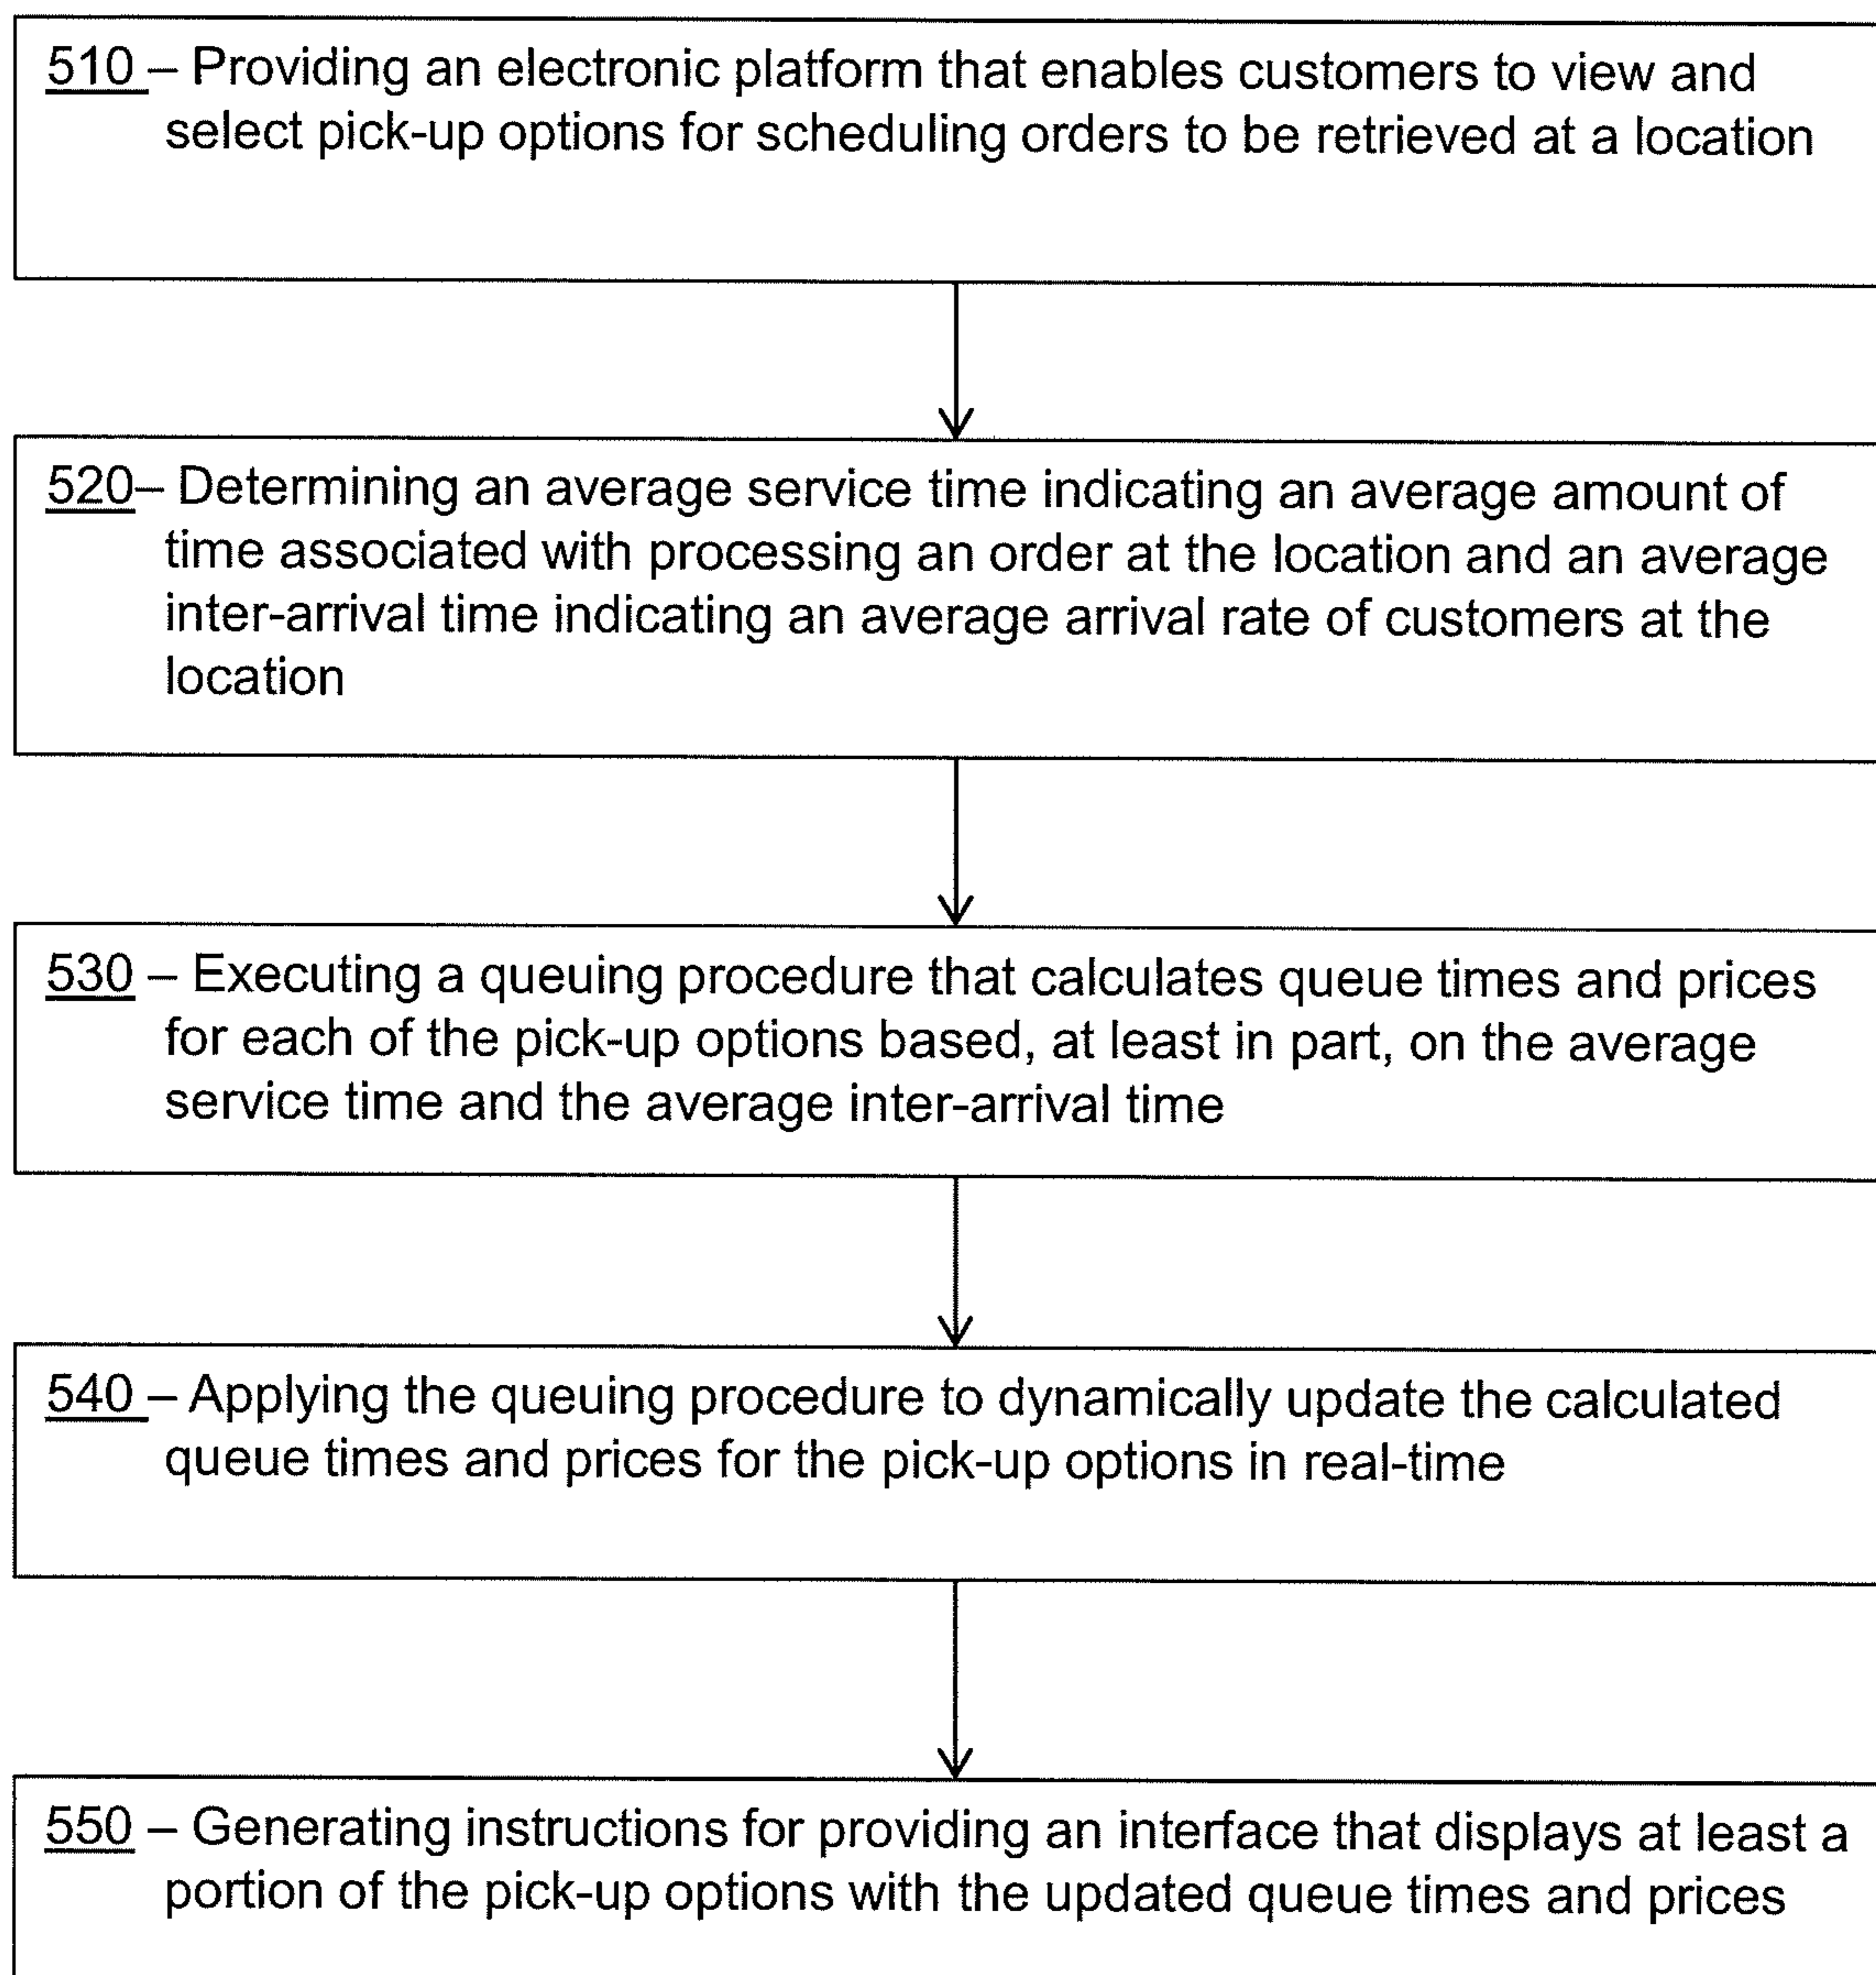 510 – Providing an electronic platform that enables customers to view and
select pick-up options for scheduling orders to be retrieved at a location
520– Determining an average service time indicating an average amount of
time associated with processing an order at the location and an average
inter-arrival time indicating an average arrival rate of customers at the
location
530 – Executing a queuing procedure that calculates queue times and prices
for each of the pick-up options based, at least in part, on the average
service time and the average inter-arrival time
540 – Applying the queuing procedure to dynamically update the calculated
queue times and prices for the pick-up options in real-time
550 – Generating instructions for providing an interface that displays at least a
portion of the pick-up options with the updated queue times and prices